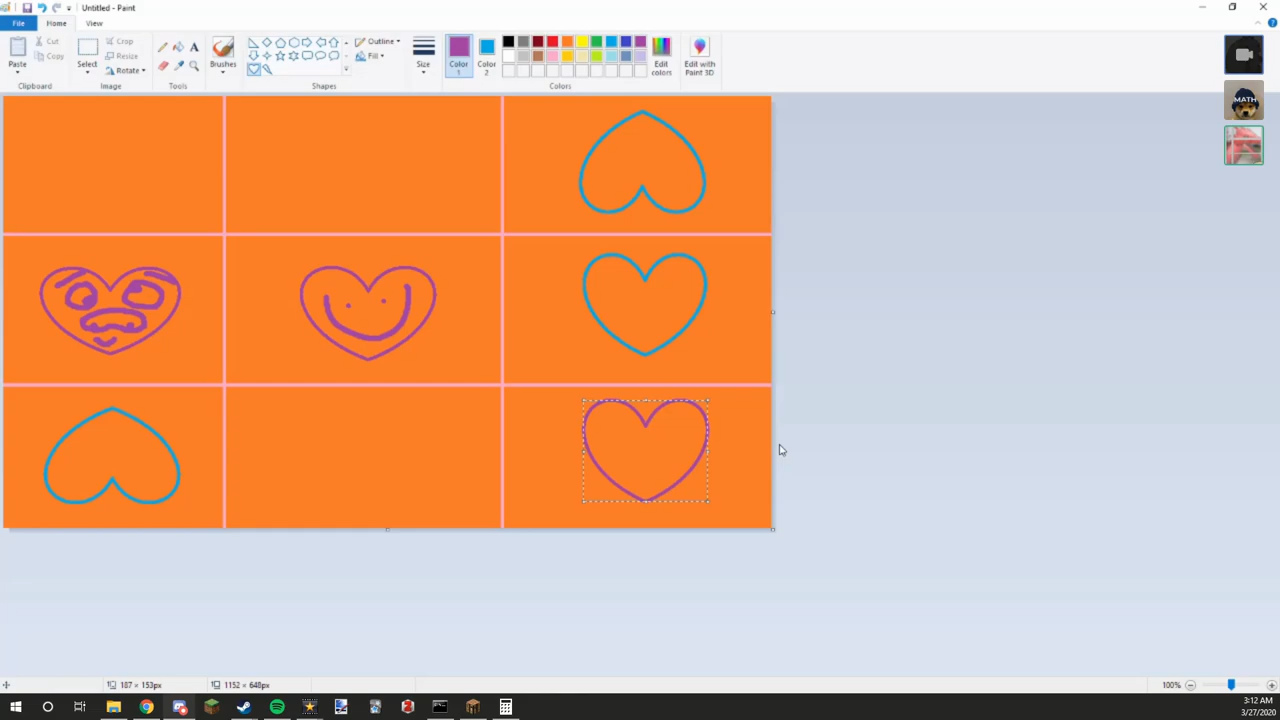 Untitled - Paint
File
Home
View
Paste
Cut
Copy
Clipboard
Select
Crop
Resize
Rotate
Image
A
Tools
Brushes
Outline
Fill
Shapes
Size
Color 1
Color 2
Edit colors
Colors
Edit with Paint 3D
MATH
187 × 153px
1152 × 648px
100%
3:12 AM
3/27/2020